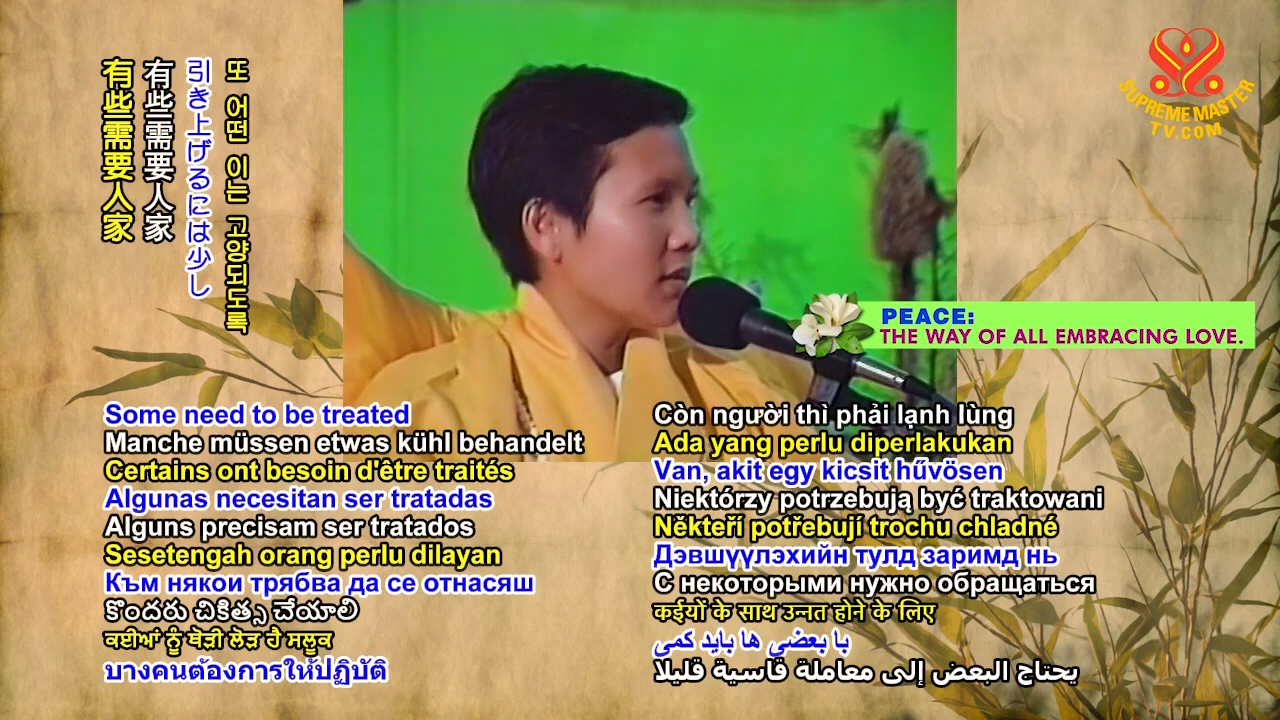 有些需要人家
有些需要人家
引き上げるには少し
또 어떤 이는 고양되도록
SUPREME MASTER
TV.COM
PEACE:
THE WAY OF ALL EMBRACING LOVE.
Some need to be treated
Manche müssen etwas kühl behandelt
Certains ont besoin d'être traités
Algunas necesitan ser tratadas
Alguns precisam ser tratados
Sesetengah orang perlu dilayan
Към някои трябва да се отнасяш
కొందరు చికిత్స చేయాలి
ਕਈਆਂ ਨੂੰ ਥੋੜੀ ਲੋੜ ਹੈ ਸਲੂਕ
บางคนต้องการให้ปฏิบัติ
Còn người thì phải lạnh lùng
Ada yang perlu diperlakukan
Van, akit egy kicsit hűvösen
Niektórzy potrzebują być traktowani
Někteří potřebují trochu chladné
Дэвшүүлэхийн тулд заримд нь
С некоторыми нужно обращаться
कईयों के साथ उन्नत होने के लिए
با بعضی ها باید کمی
يحتاج البعض إلى معاملة قاسية قليلا